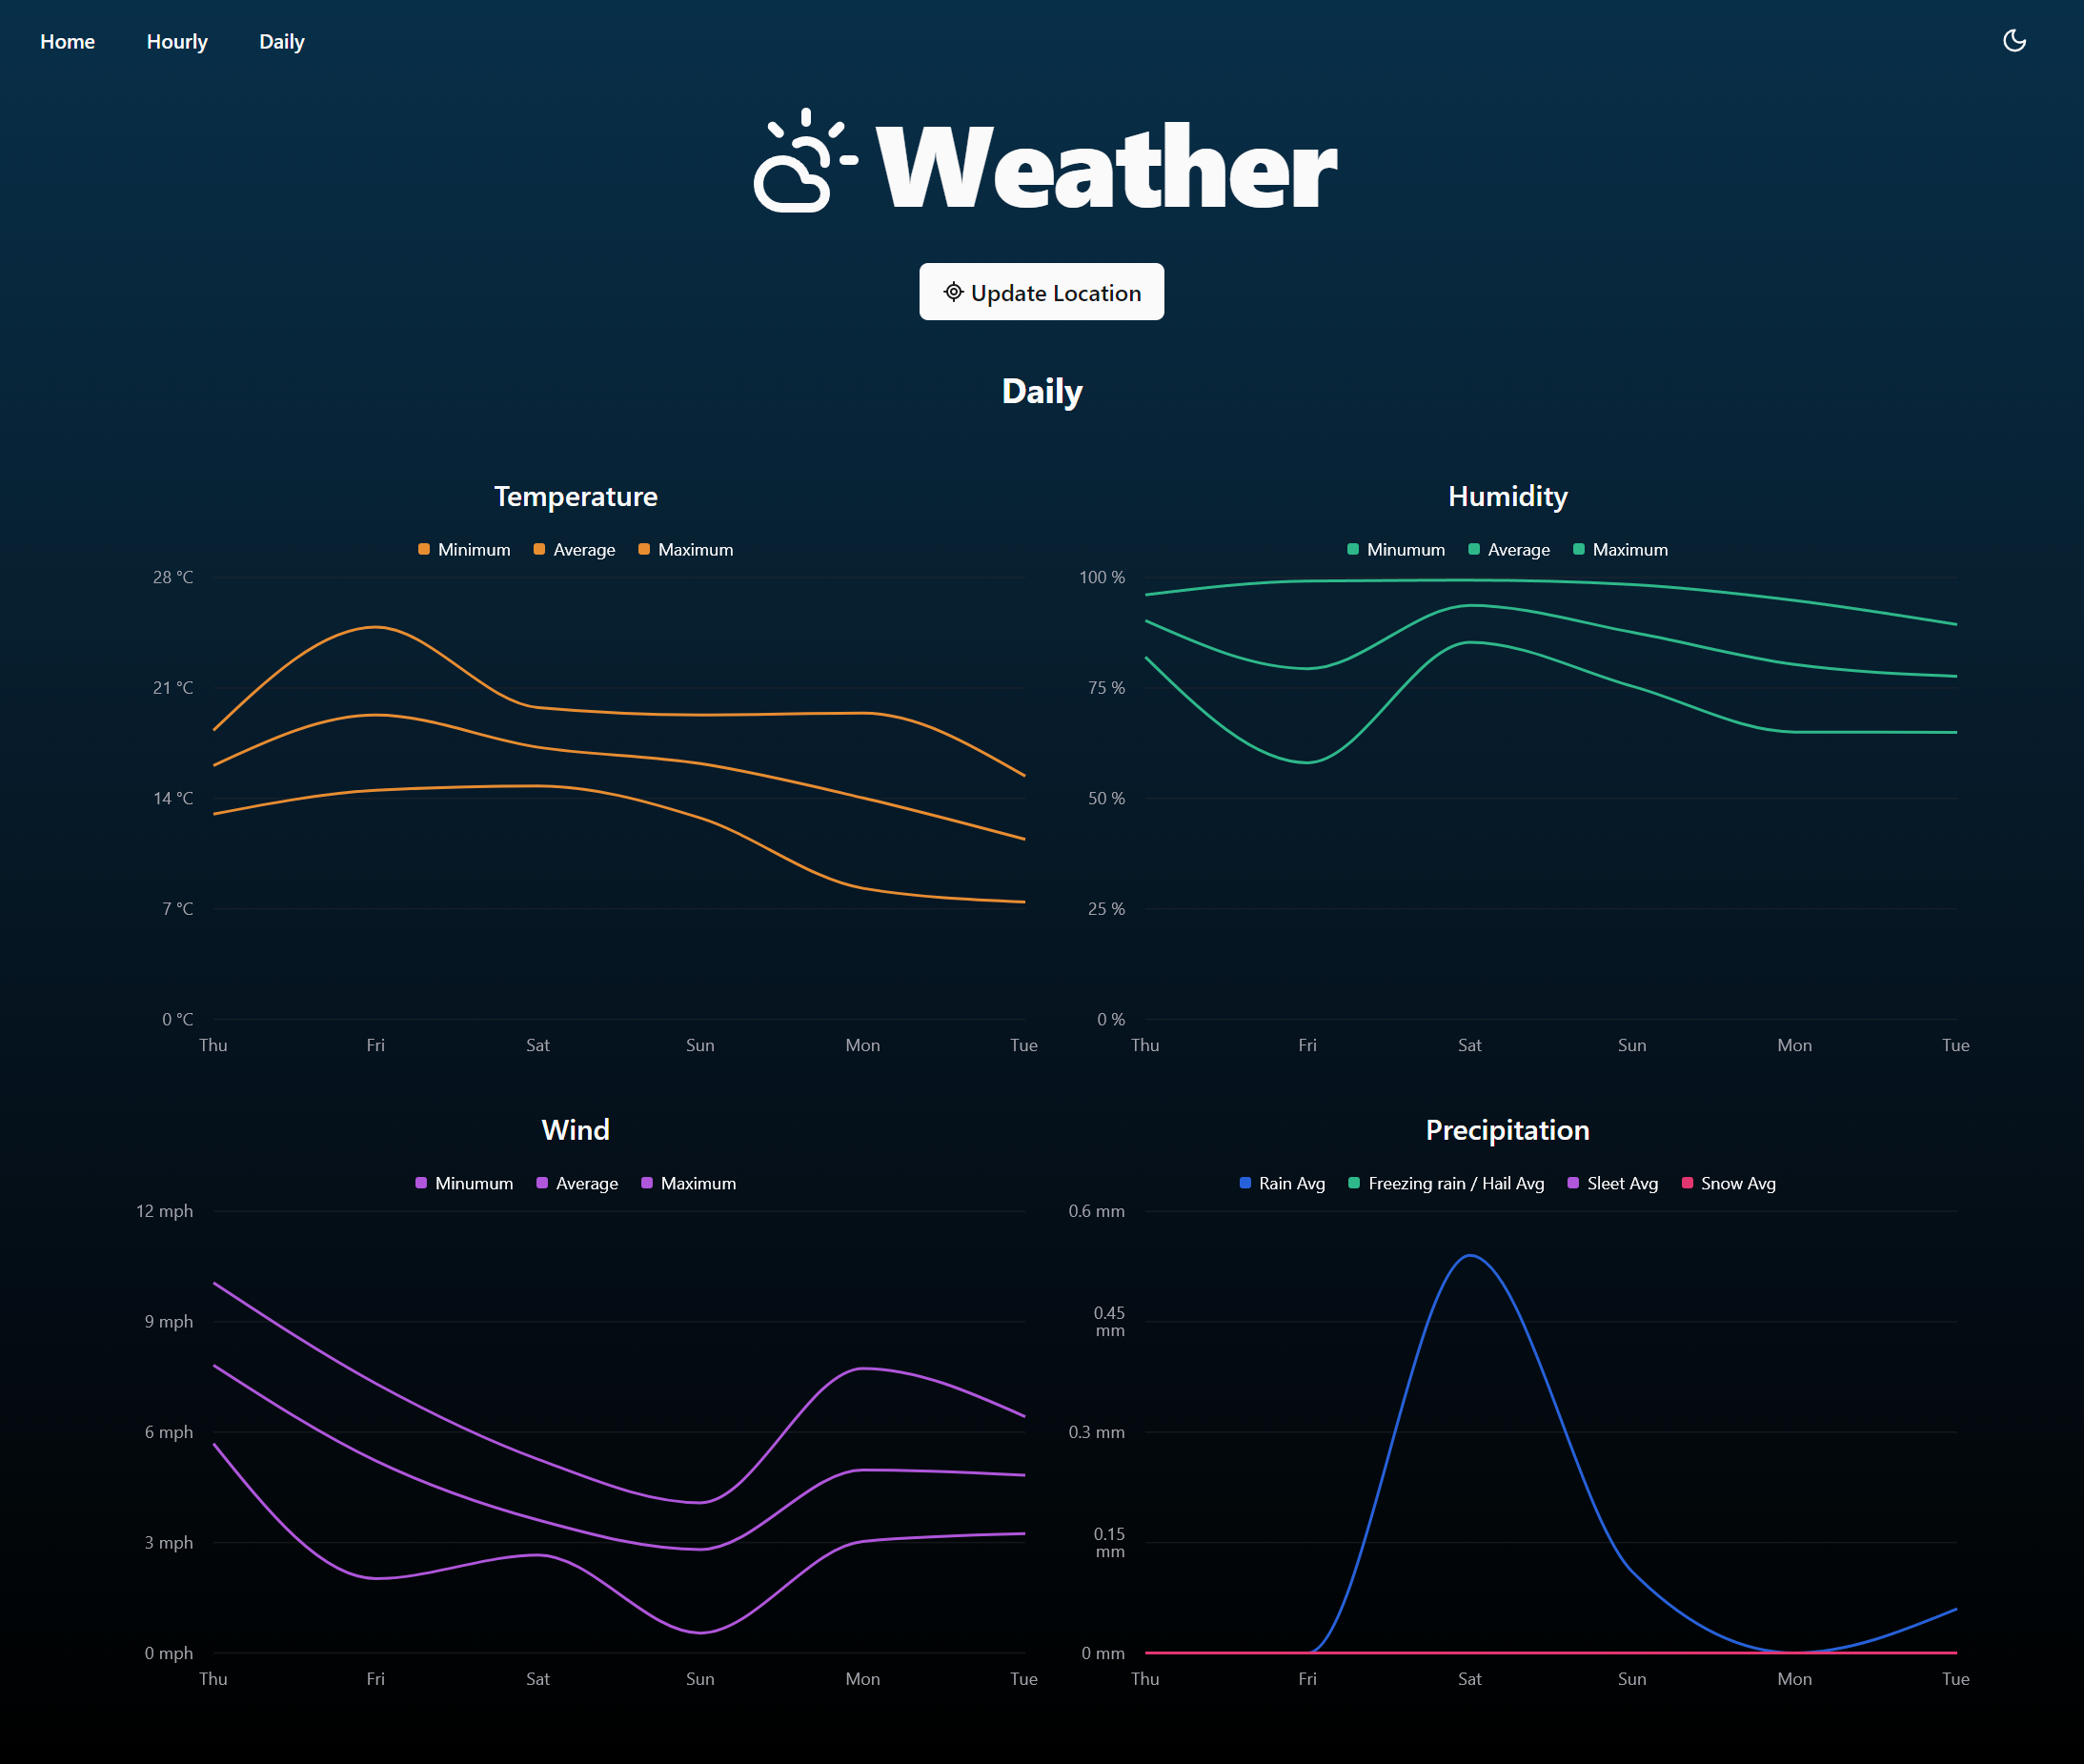 Home Hourly Daily
Weather
Update Location
Daily
Temperature
Minimum Average Maximum
28 °C
21 °C
14 °C
7 °C
0 °C
Thu Fri Sat Sun Mon Tue
Humidity
Minumum Average Maximum
100 %
75 %
50 %
25 %
0 %
Thu Fri Sat Sun Mon Tue
Wind
Minumum Average Maximum
12 mph
9 mph
6 mph
3 mph
0 mph
Thu Fri Sat Sun Mon Tue
Precipitation
Rain Avg Freezing rain / Hail Avg Sleet Avg Snow Avg
0.6 mm
0.45
mm
0.3 mm
0.15
mm
0 mm
Thu Fri Sat Sun Mon Tue